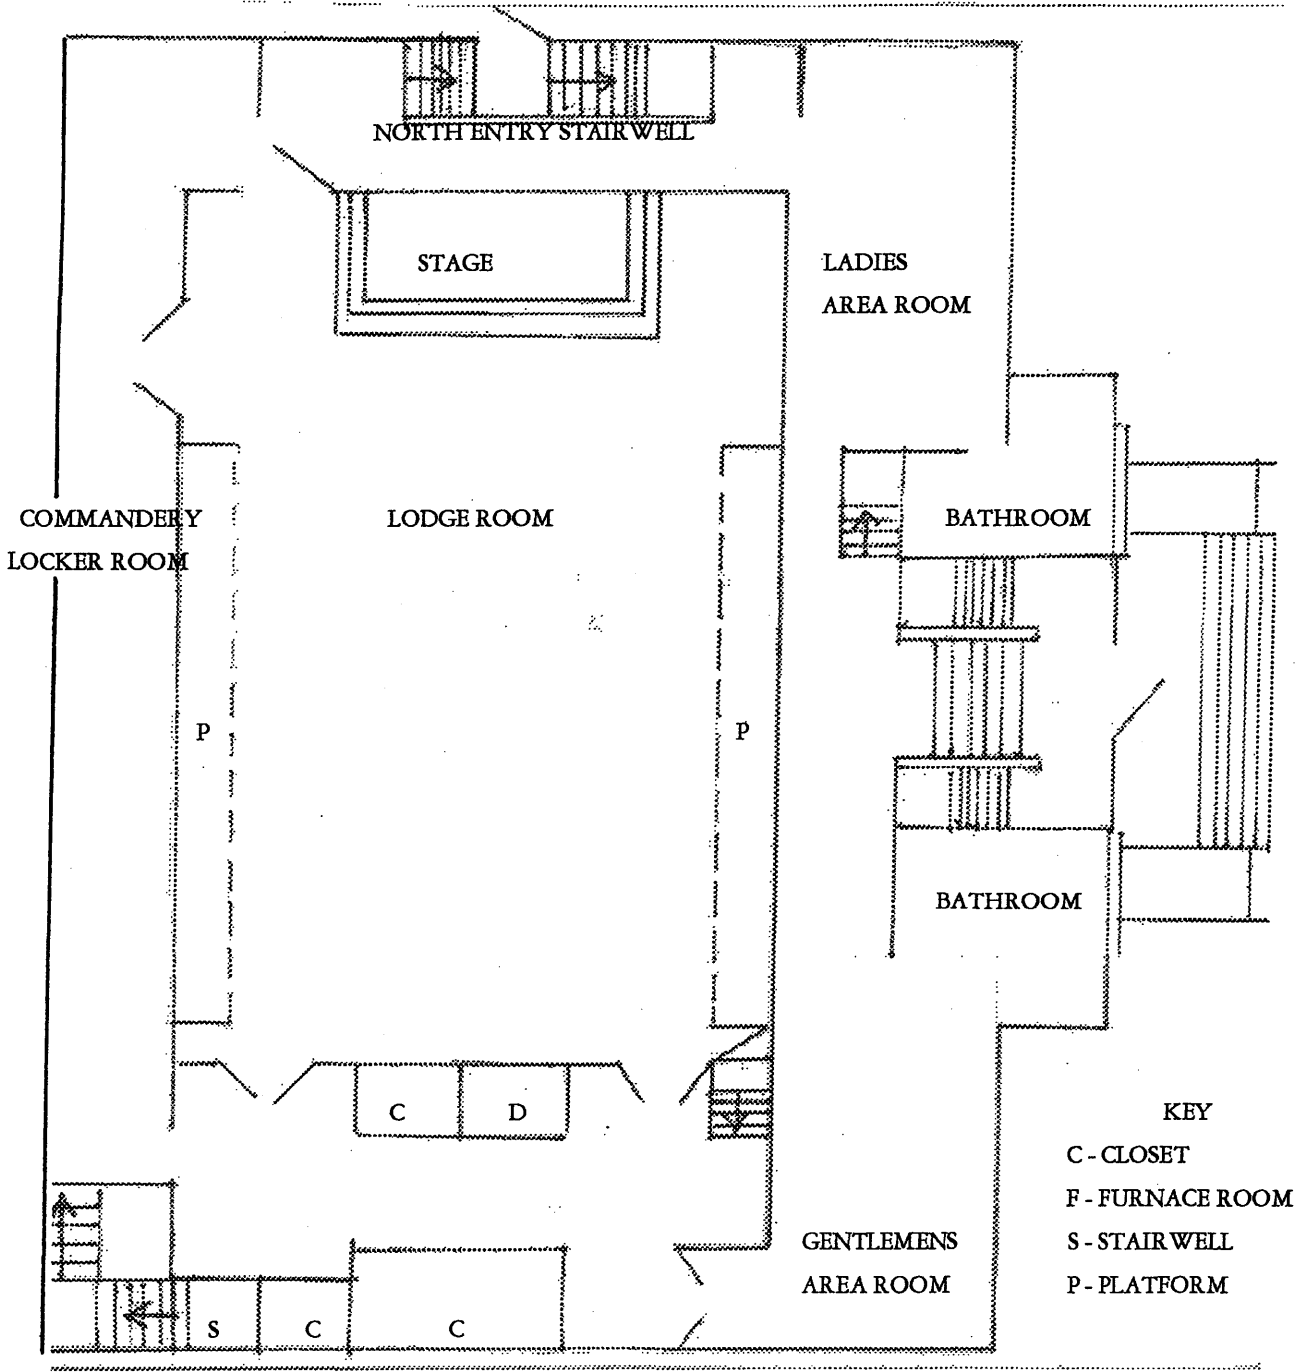 NORTH ENTRY STAIRWELL
STAGE
LADIES
AREA ROOM
COMMANDERY
LOCKER ROOM
LODGE ROOM
BATHROOM
P
P
BATHROOM
C
D
KEY
C - CLOSET
F - FURNACE ROOM
S - STAIRWELL
P - PLATFORM
GENTLEMENS
AREA ROOM
S
C
C